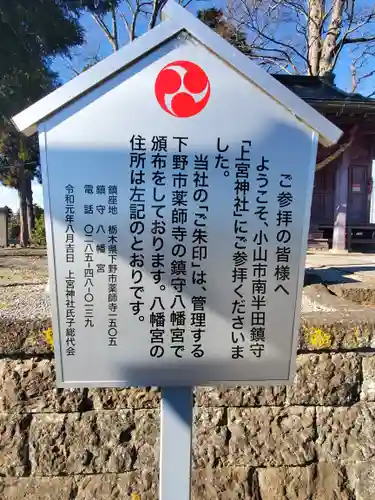 ご参拝の皆様へ
ようこそ、小山市南半田鎮守
「上宮神社」にご参拝くださいま
した。
当社の「ご朱印」は、管理する
下野市薬師寺の鎮守八幡宮で
頒布をしております。八幡宮の
住所は左記のとおりです。
鎮座地 栃木県下野市薬師寺一五〇五
鎮守 八幡宮
電話 〇二八五-四八-〇一三九
令和元年八月吉日 上宮神社氏子総代会